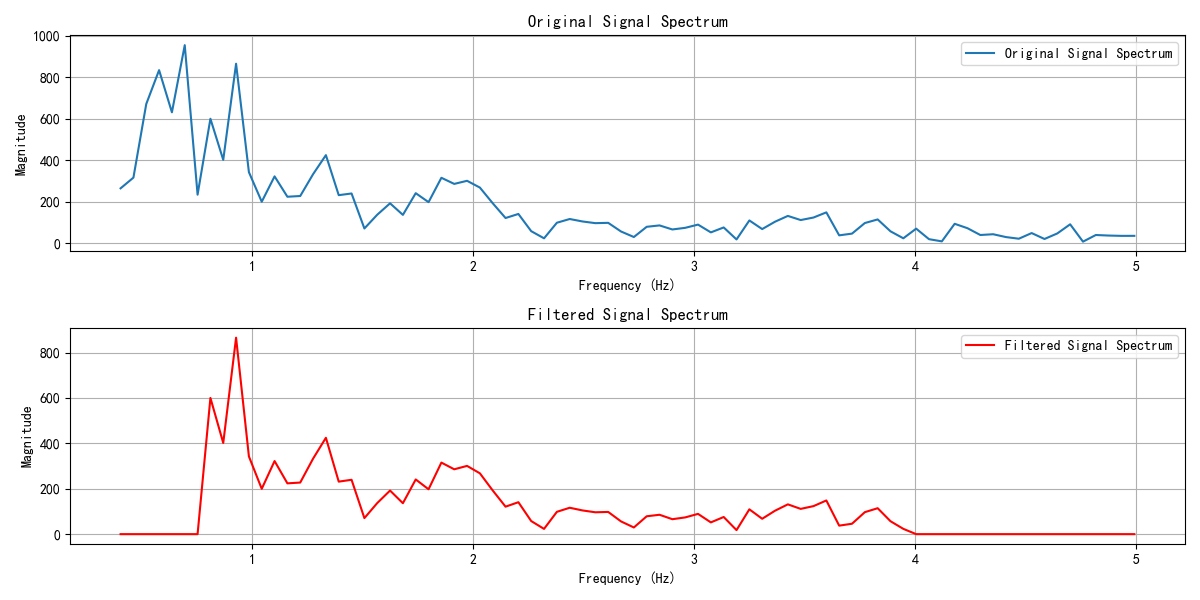 Original Signal Spectrum
1000
800
600
400
200
0
Magnitude
Original Signal Spectrum
1 2 3 4 5
Frequency (Hz)
Filtered Signal Spectrum
800
600
400
200
0
Magnitude
Filtered Signal Spectrum
1 2 3 4 5
Frequency (Hz)